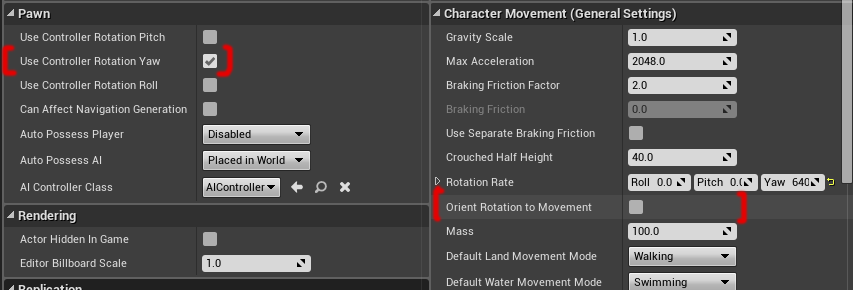 Pawn
Use Controller Rotation Pitch
Use Controller Rotation Yaw
Use Controller Rotation Roll
Can Affect Navigation Generation
Auto Possess Player Disabled
Auto Possess AI Placed in World
AI Controller Class AIController
Rendering
Actor Hidden In Game
Editor Billboard Scale 1.0
Replication
Character Movement (General Settings)
Gravity Scale 1.0
Max Acceleration 2048.0
Braking Friction Factor 2.0
Braking Friction 0.0
Use Separate Braking Friction
Crouched Half Height 40.0
Rotation Rate Roll 0.0 Pitch 0.( Yaw 640
Orient Rotation to Movement
Mass 100.0
Default Land Movement Mode Walking
Default Water Movement Mode Swimming